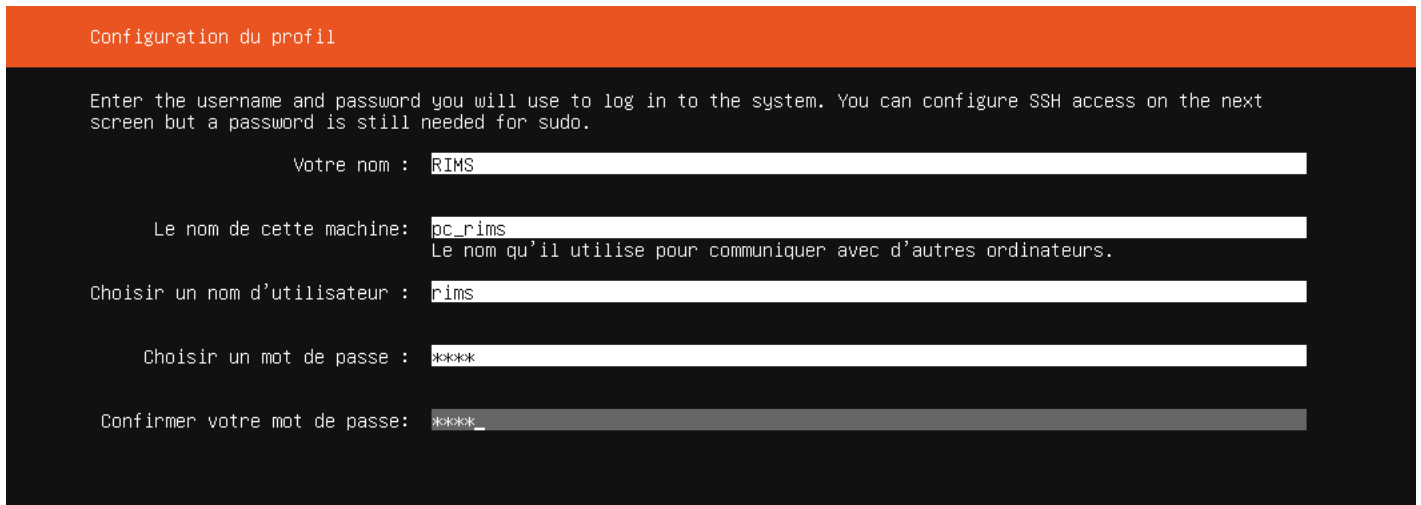 Configuration du profil
Enter the username and password you will use to log in to the system. You can configure SSH access on the next
screen but a password is still needed for sudo.
Votre nom : RIMS
Le nom de cette machine: pc_rims
Le nom qu'il utilise pour communiquer avec d'autres ordinateurs.
Choisir un nom d'utilisateur : rims
Choisir un mot de passe : ****
Confirmer votre mot de passe: ****_